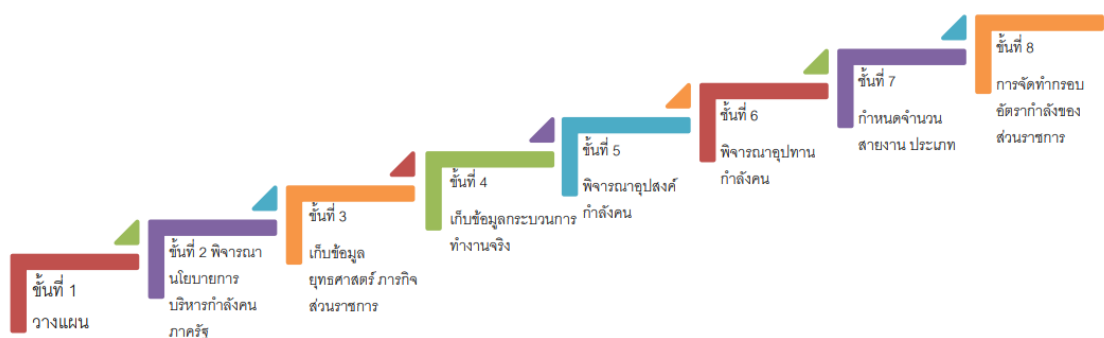 ขั้นที่ 1
วางแผน
ขั้นที่ 2 พิจารณา
นโยบายการ
บริหารกำลังคน
ภาครัฐ
ขั้นที่ 3
เก็บข้อมูล
ยุทธศาสตร์ ภารกิจ
ส่วนราชการ
ขั้นที่ 4
เก็บข้อมูลกระบวนการ
ทำงานจริง
ขั้นที่ 5
พิจารณาอุปสงค์
กำลังคน
ขั้นที่ 6
พิจารณาอุปทาน
กำลังคน
ขั้นที่ 7
กำหนดจำนวน
สายงาน ประเภท
ขั้นที่ 8
การจัดทำกรอบ
อัตรากำลังของ
ส่วนราชการ